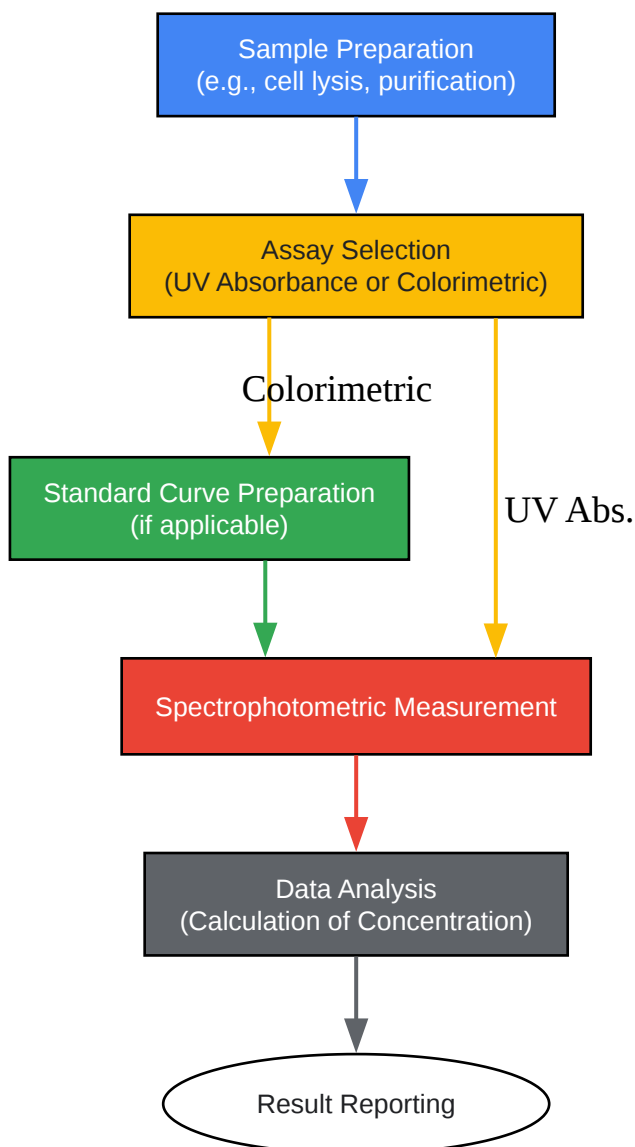 Sample Preparation
(e.g., cell lysis, purification)
Assay Selection
(UV Absorbance or Colorimetric)
Colorimetric
Standard Curve Preparation
(if applicable)
UV Abs.
Spectrophotometric Measurement
Data Analysis
(Calculation of Concentration)
Result Reporting